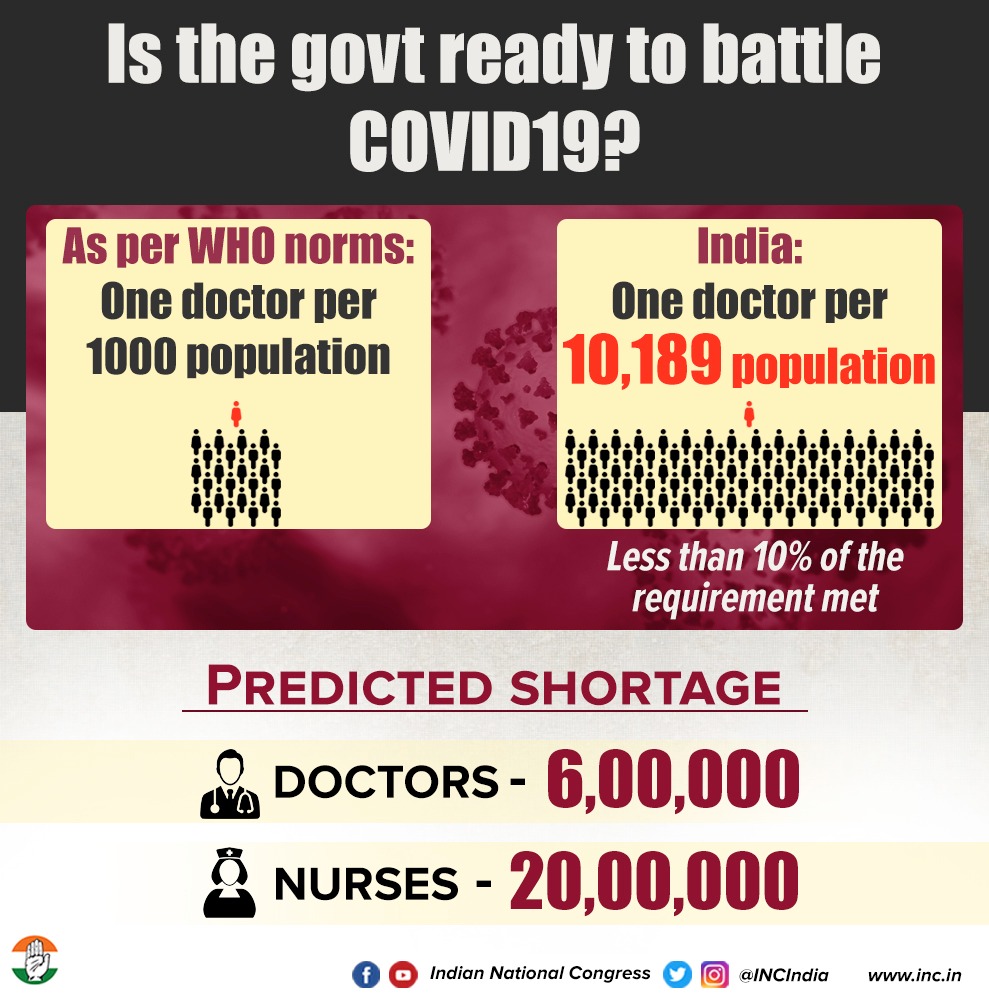 Is the govt ready to battle
COVID19?
As per WHO norms:
One doctor per
1000 population
India:
One doctor per
10,189 population
Less than 10% of the
requirement met
PREDICTED SHORTAGE
DOCTORS - 6,00,000
NURSES - 20,00,000
Indian National Congress @INCIndia www.inc.in